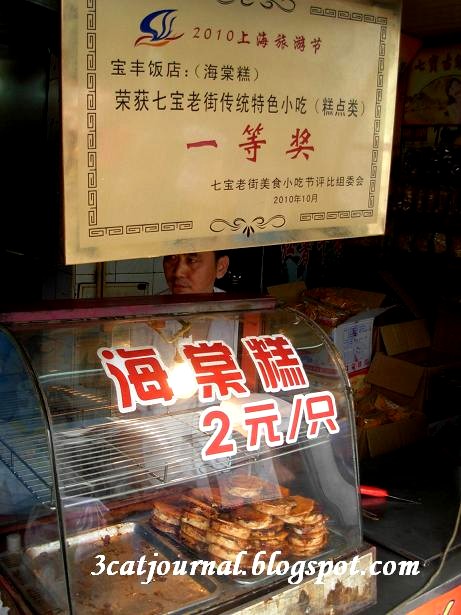 2010上海旅游节
宝丰饭店：（海棠糕）
荣获七宝老街传统特色小吃（糕点类）
一等奖
七宝老街美食小吃节评比组委会
2010年10月
海棠糕
2元/只
3catjournal.blogspot.com